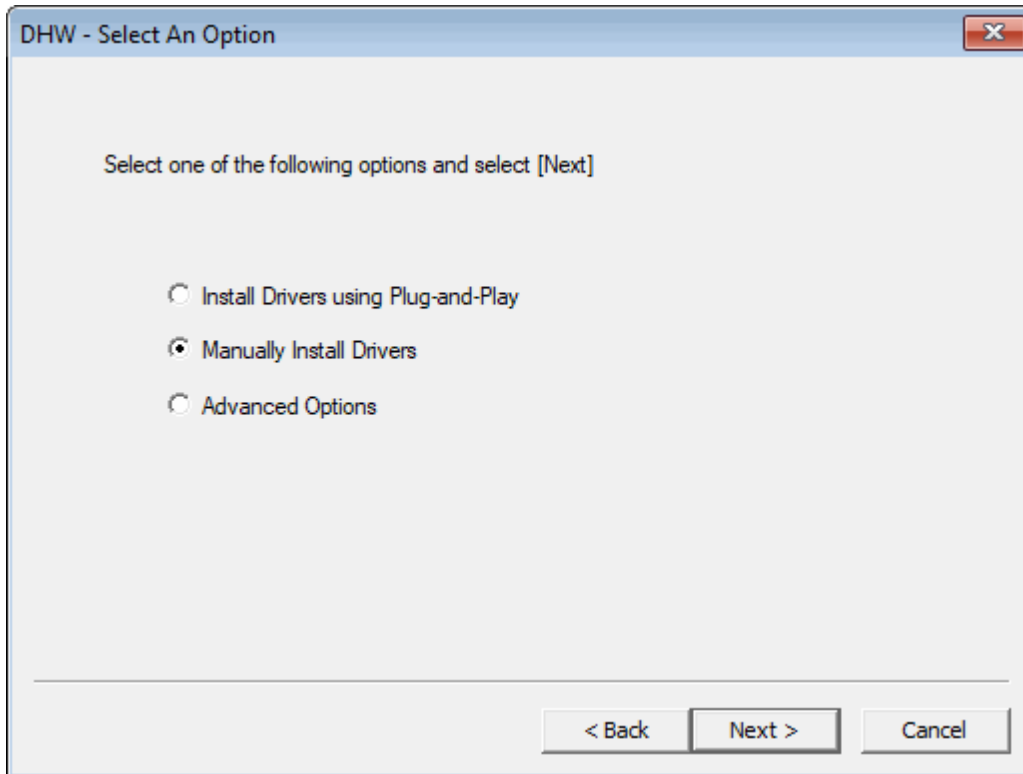 DHW - Select An Option
Select one of the following options and select [Next]
Install Drivers using Plug-and-Play
Manually Install Drivers
Advanced Options
< Back Next > Cancel